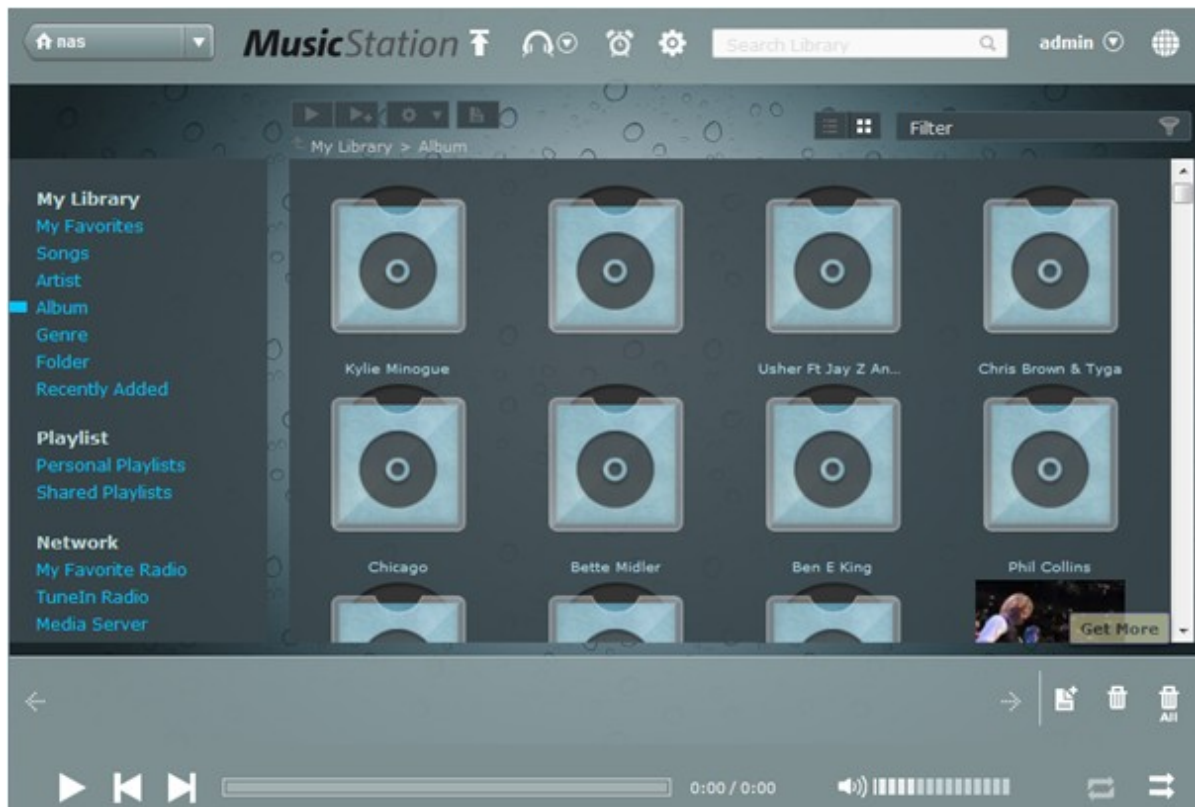 nas
MusicStation
Search Library
admin
My Library > Album
Filter
My Library
My Favorites
Songs
Artist
Album
Genre
Folder
Recently Added
Playlist
Personal Playlists
Shared Playlists
Network
My Favorite Radio
TuneIn Radio
Media Server
Kylie Minogue
Usher Ft Jay Z An...
Chris Brown & Tyga
Chicago
Bette Midler
Ben E King
Phil Collins
Get More
All
0:00 / 0:00